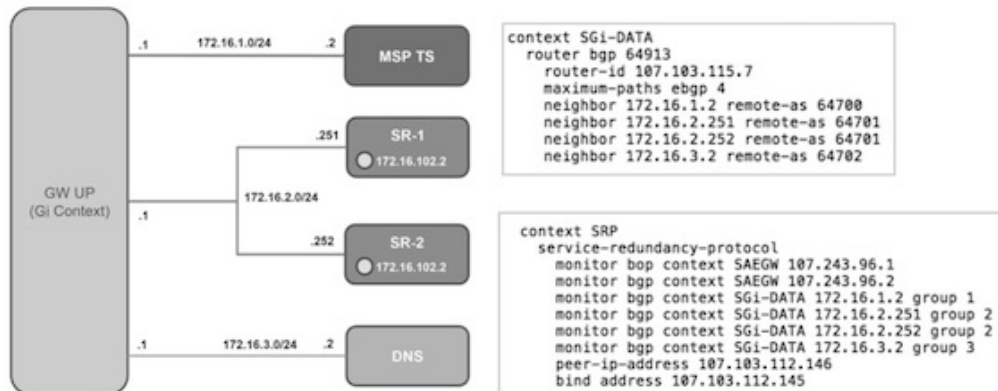 .1
172.16.1.0/24
.2
MSP TS
.251
SR-1
172.16.102.2
GW UP
(Gi Context)
.1
172.16.2.0/24
.252
SR-2
172.16.102.2
.1
172.16.3.0/24
.2
DNS
context SGi-DATA
router bgp 64913
router-id 107.103.115.7
maximum-paths ebgp 4
neighbor 172.16.1.2 remote-as 64700
neighbor 172.16.2.251 remote-as 64701
neighbor 172.16.2.252 remote-as 64701
neighbor 172.16.3.2 remote-as 64702
context SRP
service-redundancy-protocol
monitor bop context SAEGW 107.243.96.1
monitor bgp context SAEGW 107.243.96.2
monitor bgp context SGi-DATA 172.16.1.2 group 1
monitor bgp context SGi-DATA 172.16.2.251 group 2
monitor bgp context SGi-DATA 172.16.2.252 group 2
monitor bgp context SGi-DATA 172.16.3.2 group 3
peer-ip-address 107.103.112.146
bind address 107.103.112.145